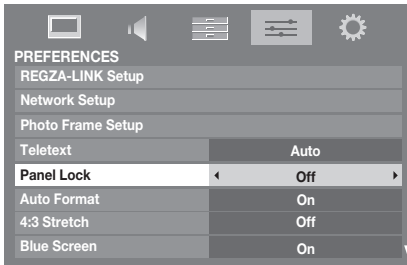 PREFERENCES
REGZA-LINK Setup
Network Setup
Photo Frame Setup
Teletext Auto
Panel Lock Off
Auto Format On
4:3 Stretch Off
Blue Screen On